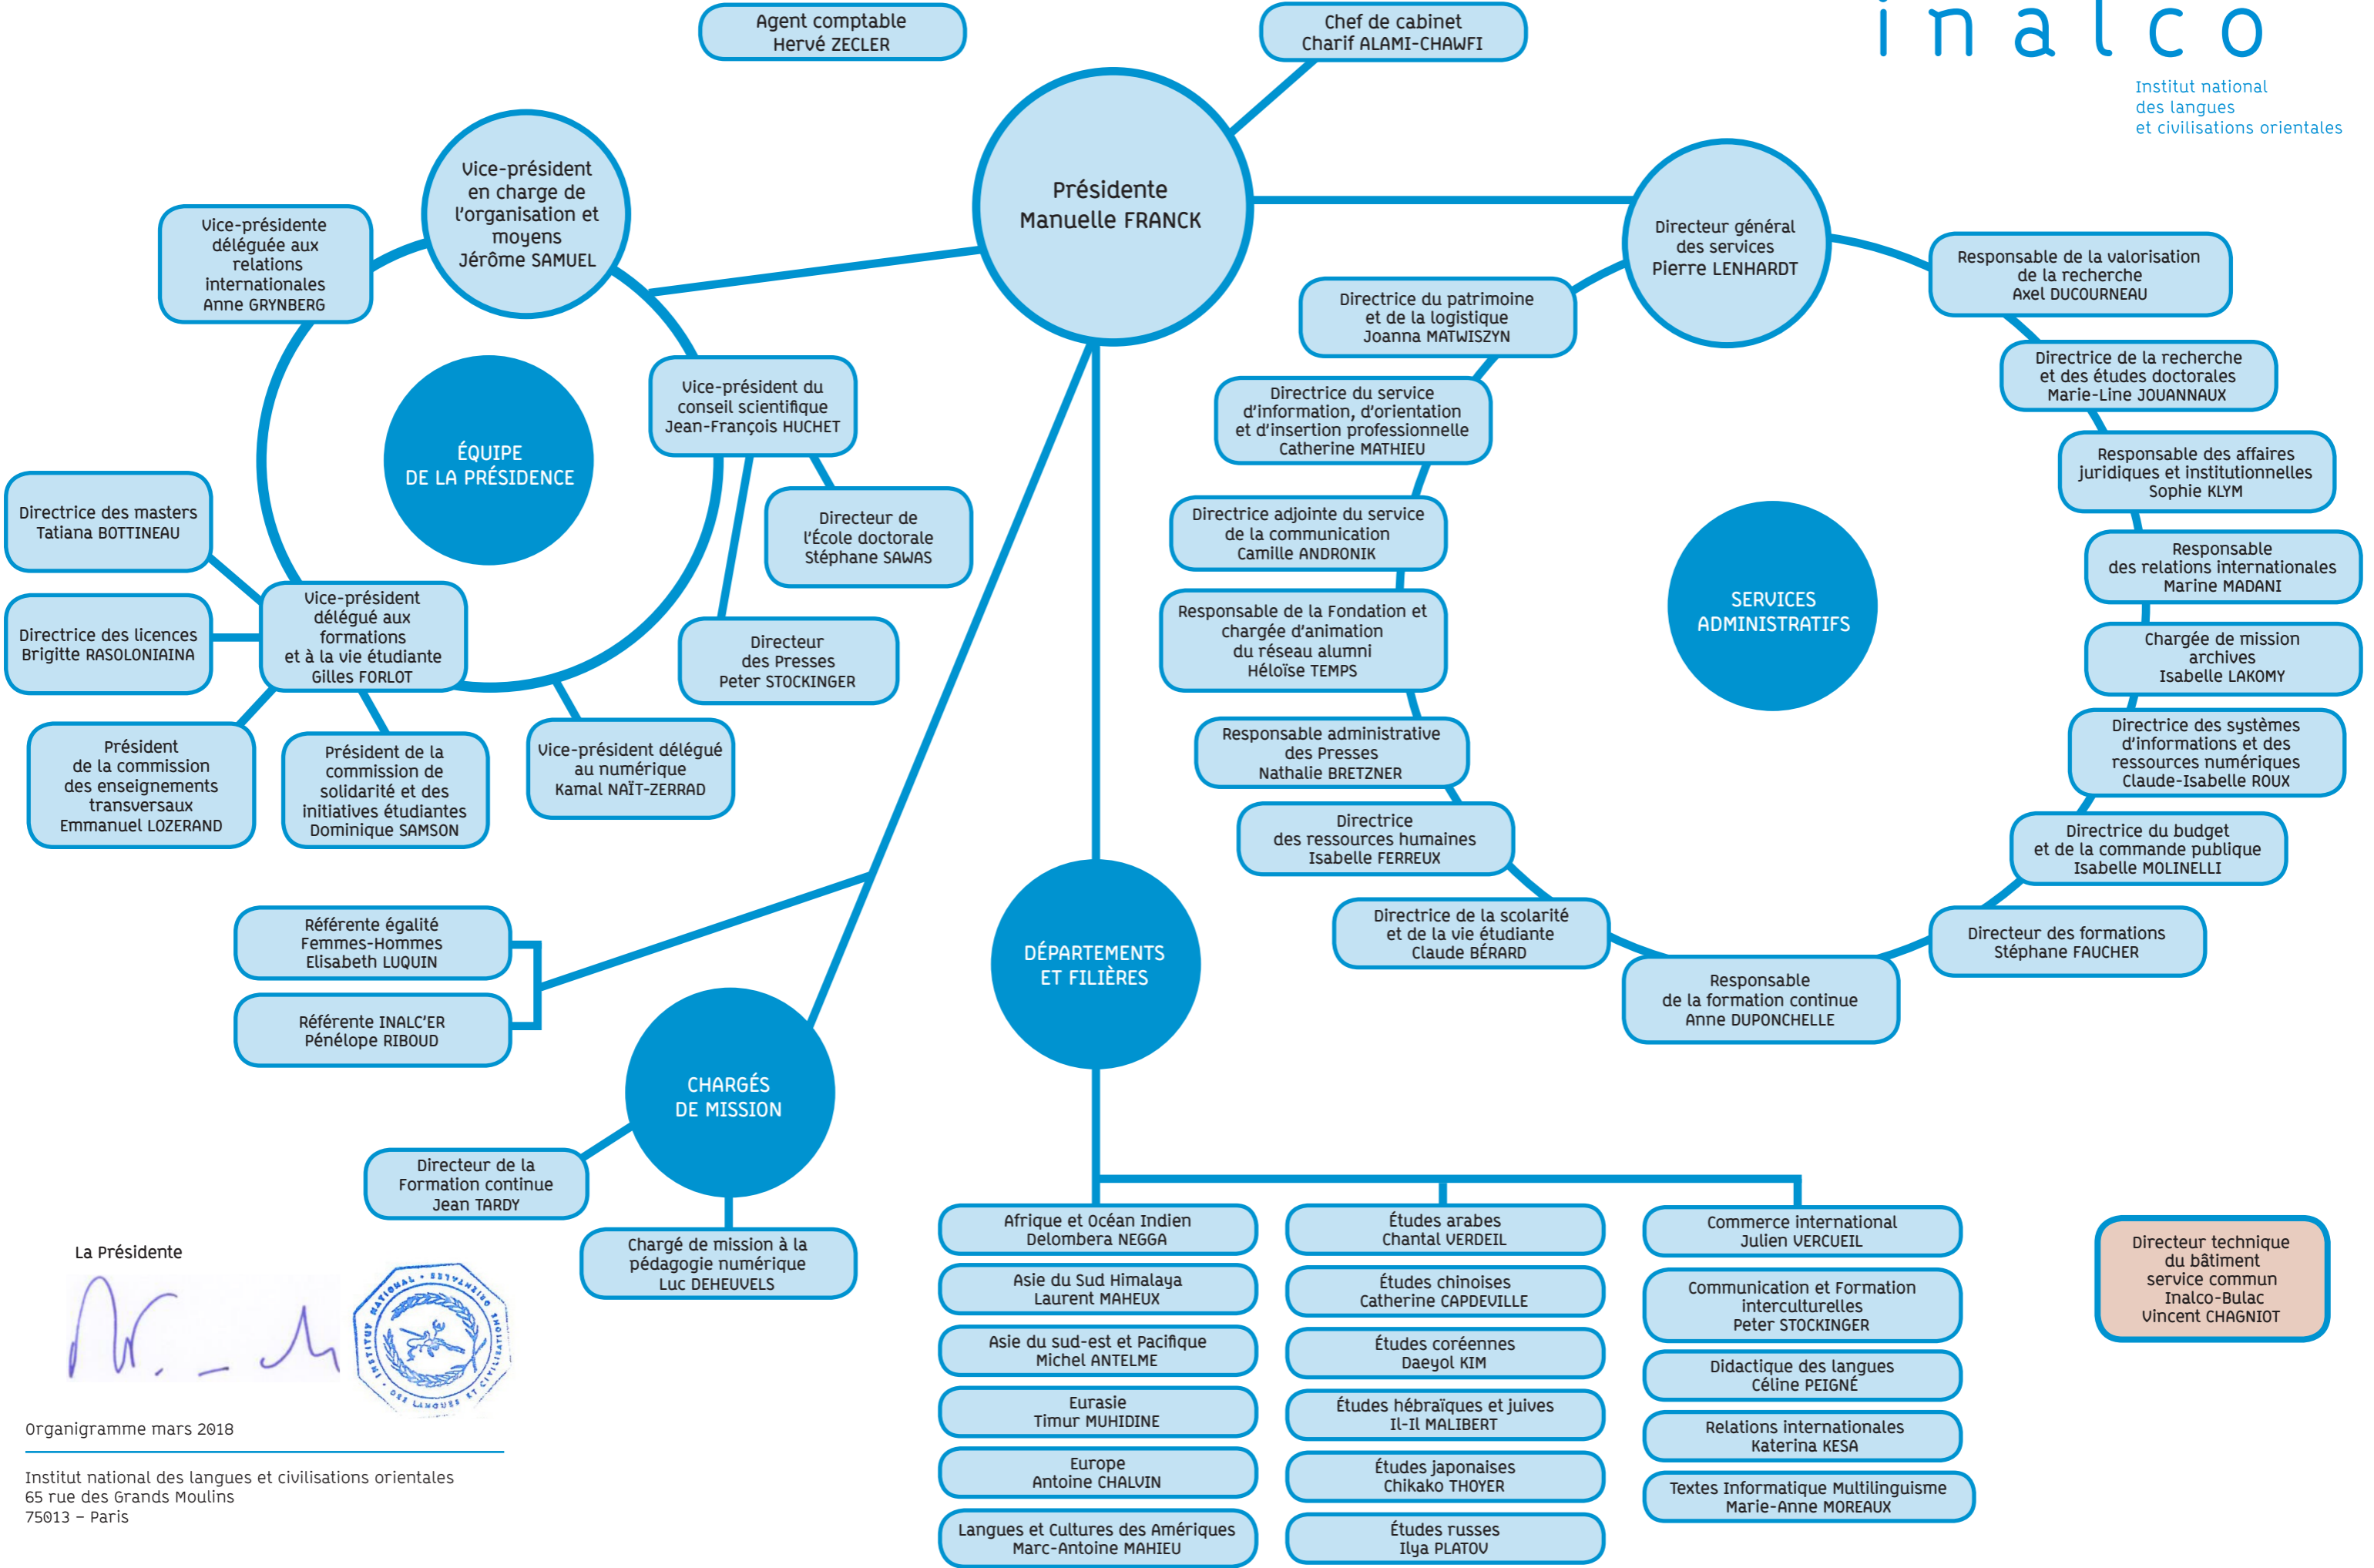 Agent comptable
Hervé ZECLER
Chef de cabinet
Charif ALAMI-CHAWFI
inalco
Institut national
des langues
et civilisations orientales
Présidente
Manuelle FRANCK
Vice-président
en charge de
l'organisation et
moyens
Jérôme SAMUEL
Vice-présidente
déléguée aux
relations
internationales
Anne GRYNBERG
ÉQUIPE
DE LA PRÉSIDENCE
Vice-président du
conseil scientifique
Jean-François HUCHET
Directeur de
l'École doctorale
Stéphane SAWAS
Directeur
des Presses
Peter STOCKINGER
Directrice des masters
Tatiana BOTTINEAU
Directrice des licences
Brigitte RASOLONIAINA
Vice-président
délégué aux
formations
et à la vie étudiante
Gilles FORLOT
Président
de la commission
des enseignements
transversaux
Emmanuel LOZERAND
Président de la
commission de
solidarité et des
initiatives étudiantes
Dominique SAMSON
Vice-président délégué
au numérique
Kamal NAÏT-ZERRAD
Directeur général
des services
Pierre LENHARDT
Directrice du patrimoine
et de la logistique
Joanna MATWISZYN
Directrice du service
d'information, d'orientation
et d'insertion professionnelle
Catherine MATHIEU
Directrice adjointe du service
de la communication
Camille ANDRONIK
Responsable de la Fondation et
chargée d'animation
du réseau alumni
Héloïse TEMPS
Responsable administrative
des Presses
Nathalie BRETZNER
Directrice
des ressources humaines
Isabelle FERREUX
Directrice de la scolarité
et de la vie étudiante
Claude BÉRARD
Responsable
de la formation continue
Anne DUPONCHELLE
SERVICES
ADMINISTRATIFS
Responsable de la valorisation
de la recherche
Axel DUCOURNEAU
Directrice de la recherche
et des études doctorales
Marie-Line JOUANNAUX
Responsable des affaires
juridiques et institutionnelles
Sophie KLYM
Responsable
des relations internationales
Marine MADANI
Chargée de mission
archives
Isabelle LAKOMY
Directrice des systèmes
d'informations et des
ressources numériques
Claude-Isabelle ROUX
Directrice du budget
et de la commande publique
Isabelle MOLINELLI
Directeur des formations
Stéphane FAUCHER
Référente égalité
Femmes-Hommes
Elisabeth LUQUIN
Référente INALC'ER
Pénélope RIBOUD
CHARGÉS
DE MISSION
Directeur de la
Formation continue
Jean TARDY
Chargé de mission à la
pédagogie numérique
Luc DEHEUVELS
DÉPARTEMENTS
ET FILIÈRES
Afrique et Océan Indien
Delombera NEGGA
Asie du Sud Himalaya
Laurent MAHEUX
Asie du sud-est et Pacifique
Michel ANTELME
Eurasie
Timur MUHIDINE
Europe
Antoine CHALVIN
Langues et Cultures des Amériques
Marc-Antoine MAHIEU
Études arabes
Chantal VERDEIL
Études chinoises
Catherine CAPDEVILLE
Études coréennes
Daeyol KIM
Études hébraïques et juives
Il-Il MALIBERT
Études japonaises
Chikako THOYER
Études russes
Ilya PLATOV
Commerce international
Julien VERCUEIL
Communication et Formation
interculturelles
Peter STOCKINGER
Didactique des langues
Céline PEIGNÉ
Relations internationales
Katerina KESA
Textes Informatique Multilinguisme
Marie-Anne MOREAUX
Directeur technique
du bâtiment
service commun
Inalco-Bulac
Vincent CHAGNIOT
La Présidente
INSTITUT NATIONAL
DES LANGUES ET CIVILISATIONS ORIENTALES
Organigramme mars 2018
Institut national des langues et civilisations orientales
65 rue des Grands Moulins
75013 – Paris